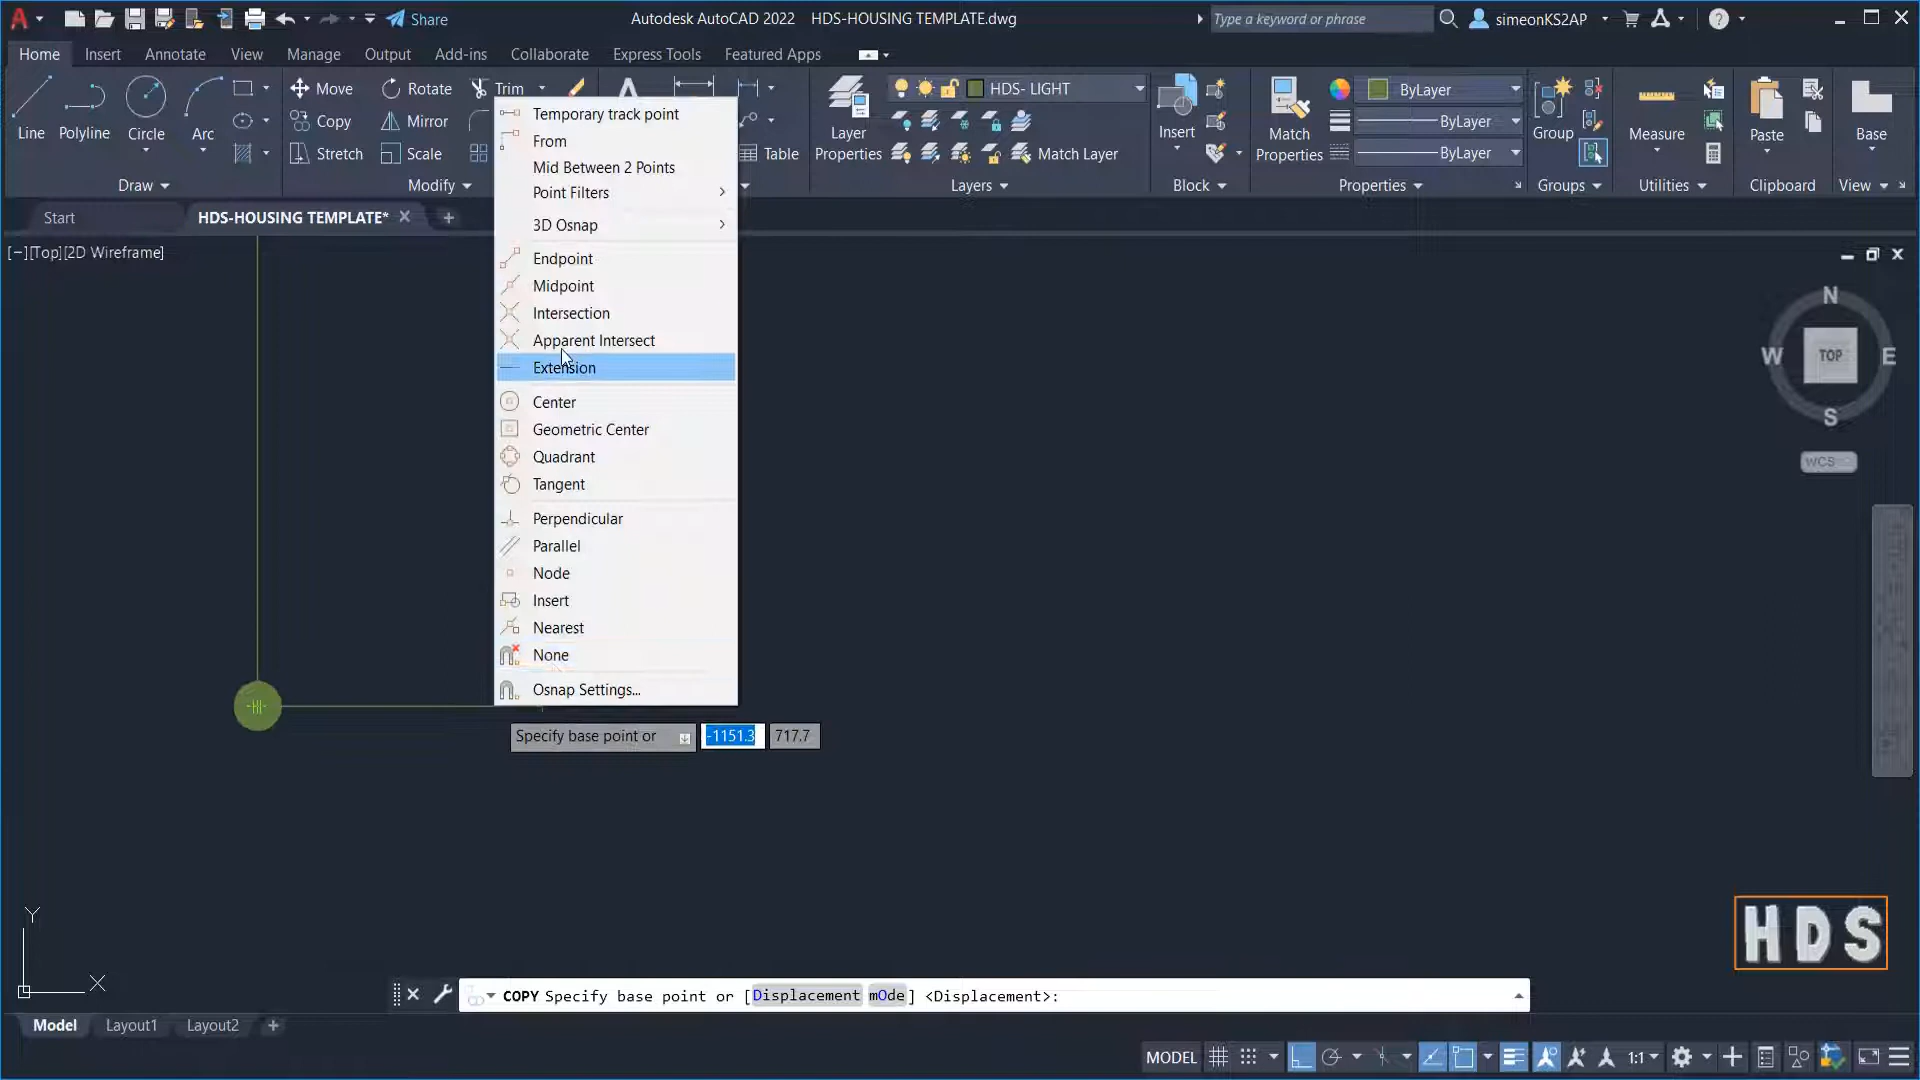 Share
Autodesk AutoCAD 2022 HDS-HOUSING TEMPLATE.dwg
Type a keyword or phrase
simeonKS2AP
Home Insert Annotate View Manage Output Add-ins Collaborate Express Tools Featured Apps
Line Polyline Circle Arc
Move Rotate Trim
Copy Mirror
Stretch Scale
Table
Layer Properties
HDS- LIGHT
Match Layer
Insert
Match Properties
ByLayer
ByLayer
ByLayer
Group
Measure
Paste
Base
Draw Modify Layers Block Properties Groups Utilities Clipboard View
Start HDS-HOUSING TEMPLATE*
[−][Top][2D Wireframe]
Temporary track point
From
Mid Between 2 Points
Point Filters
3D Osnap
Endpoint
Midpoint
Intersection
Apparent Intersect
Extension
Center
Geometric Center
Quadrant
Tangent
Perpendicular
Parallel
Node
Insert
Nearest
None
Osnap Settings...
N
W TOP E
S
WCS
Specify base point or -1151.3 717.7
HDS
Y
X
COPY Specify base point or [Displacement mOde] <Displacement>:
Model Layout1 Layout2
MODEL 1:1